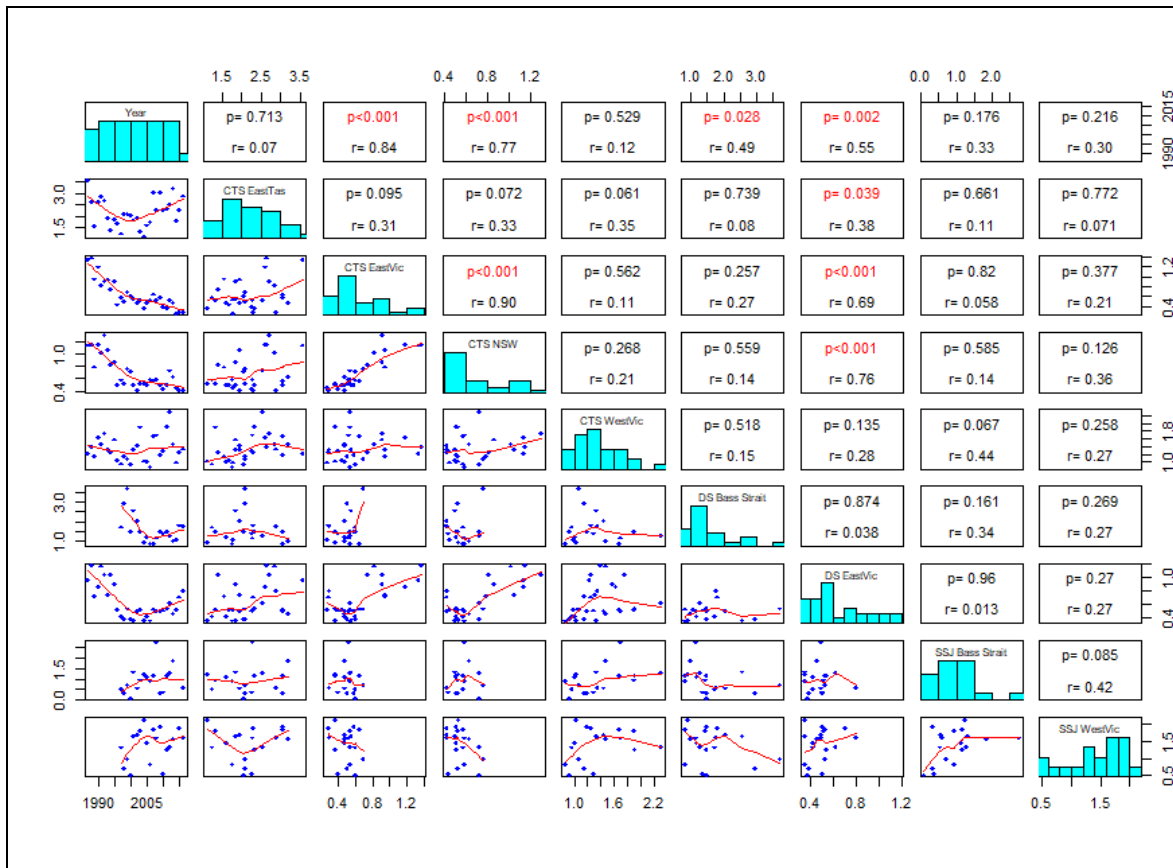 1.5 2.5 3.5 0.4 0.8 1.2 1.0 2.0 3.0 0.0 1.0 2.0
Year p= 0.713 p<0.001 p<0.001 p= 0.529 p= 0.028 p= 0.002 p= 0.176 p= 0.216 1990 2015
r= 0.07 r= 0.84 r= 0.77 r= 0.12 r= 0.49 r= 0.55 r= 0.33 r= 0.30
1.5 3.0 CTS EastTas p= 0.095 p= 0.072 p= 0.061 p= 0.739 p= 0.039 p= 0.661 p= 0.772
r= 0.31 r= 0.33 r= 0.35 r= 0.08 r= 0.38 r= 0.11 r= 0.071
CTS EastVic p<0.001 p= 0.562 p= 0.257 p<0.001 p= 0.82 p= 0.377 0.4 1.2
r= 0.90 r= 0.11 r= 0.27 r= 0.69 r= 0.058 r= 0.21
0.4 1.0 CTS NSW p= 0.268 p= 0.559 p<0.001 p= 0.585 p= 0.126
r= 0.21 r= 0.14 r= 0.76 r= 0.14 r= 0.36
CTS WestVic p= 0.518 p= 0.135 p= 0.067 p= 0.258 1.0 1.8
r= 0.15 r= 0.28 r= 0.44 r= 0.27
1.0 3.0 DS Bass Strait p= 0.874 p= 0.161 p= 0.269
r= 0.038 r= 0.34 r= 0.27
DS EastVic p= 0.96 p= 0.27 0.4 1.0
r= 0.013 r= 0.27
0.0 1.5 SSJ Bass Strait p= 0.085
r= 0.42
SSJ WestVic 0.5 1.5
1990 2005 0.4 0.8 1.2 1.0 1.6 2.2 0.4 0.8 1.2 0.5 1.5